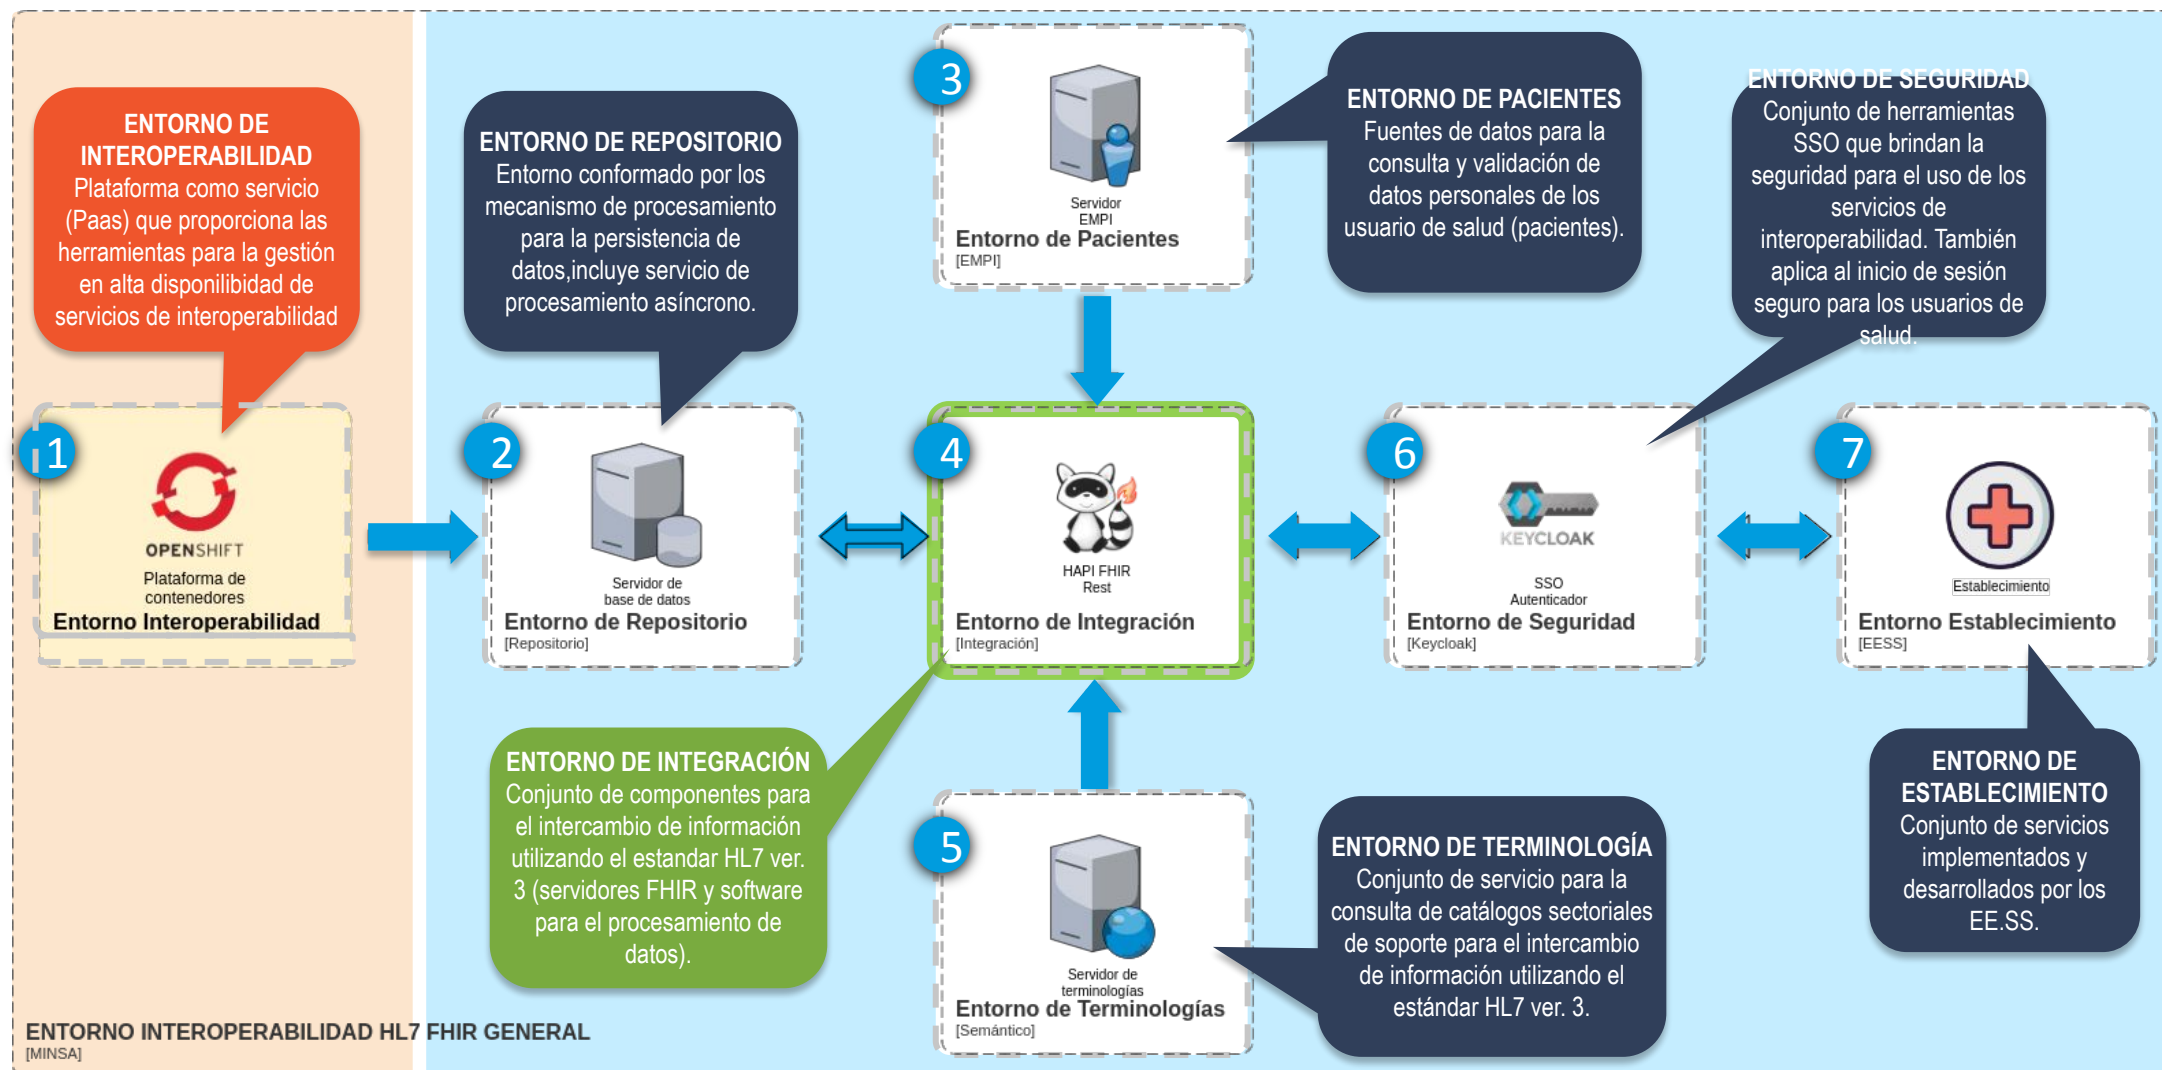 ENTORNO DE
INTEROPERABILIDAD
Plataforma como servicio
(Paas) que proporciona las
herramientas para la gestión
en alta disponilibidad de
servicios de interoperabilidad
1
OPENSHIFT
Plataforma de
contenedores
Entorno Interoperabilidad
ENTORNO DE REPOSITORIO
Entorno conformado por los
mecanismo de procesamiento
para la persistencia de
datos,incluye servicio de
procesamiento asíncrono.
2
Servidor de
base de datos
Entorno de Repositorio
[Repositorio]
3
Servidor
EMPI
Entorno de Pacientes
[EMPI]
ENTORNO DE PACIENTES
Fuentes de datos para la
consulta y validación de
datos personales de los
usuario de salud (pacientes).
4
HAPI FHIR
Rest
Entorno de Integración
[Integración]
ENTORNO DE INTEGRACIÓN
Conjunto de componentes para
el intercambio de información
utilizando el estandar HL7 ver.
3 (servidores FHIR y software
para el procesamiento de
datos).
5
Servidor de
terminologías
Entorno de Terminologías
[Semántico]
ENTORNO DE TERMINOLOGÍA
Conjunto de servicio para la
consulta de catálogos sectoriales
de soporte para el intercambio
de información utilizando el
estándar HL7 ver. 3.
ENTORNO DE SEGURIDAD
Conjunto de herramientas
SSO que brindan la
seguridad para el uso de los
servicios de
interoperabilidad. También
aplica al inicio de sesión
seguro para los usuarios de
salud.
6
KEYCLOAK
SSO
Autenticador
Entorno de Seguridad
[Keycloak]
7
Establecimiento
Entorno Establecimiento
[EESS]
ENTORNO DE
ESTABLECIMIENTO
Conjunto de servicios
implementados y
desarrollados por los
EE.SS.
ENTORNO INTEROPERABILIDAD HL7 FHIR GENERAL
[MINSA]